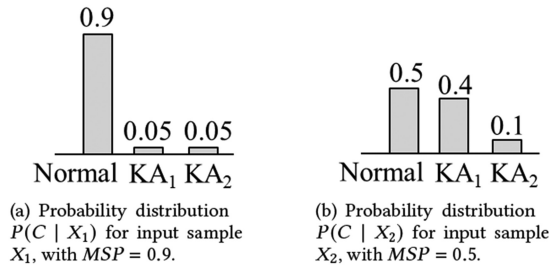 0.9
0.05 0.05
Normal KA₁ KA₂
(a) Probability distribution
P(C | X₁) for input sample
X₁, with MSP = 0.9.
0.5
0.4
0.1
Normal KA₁ KA₂
(b) Probability distribution
P(C | X₂) for input sample
X₂, with MSP = 0.5.